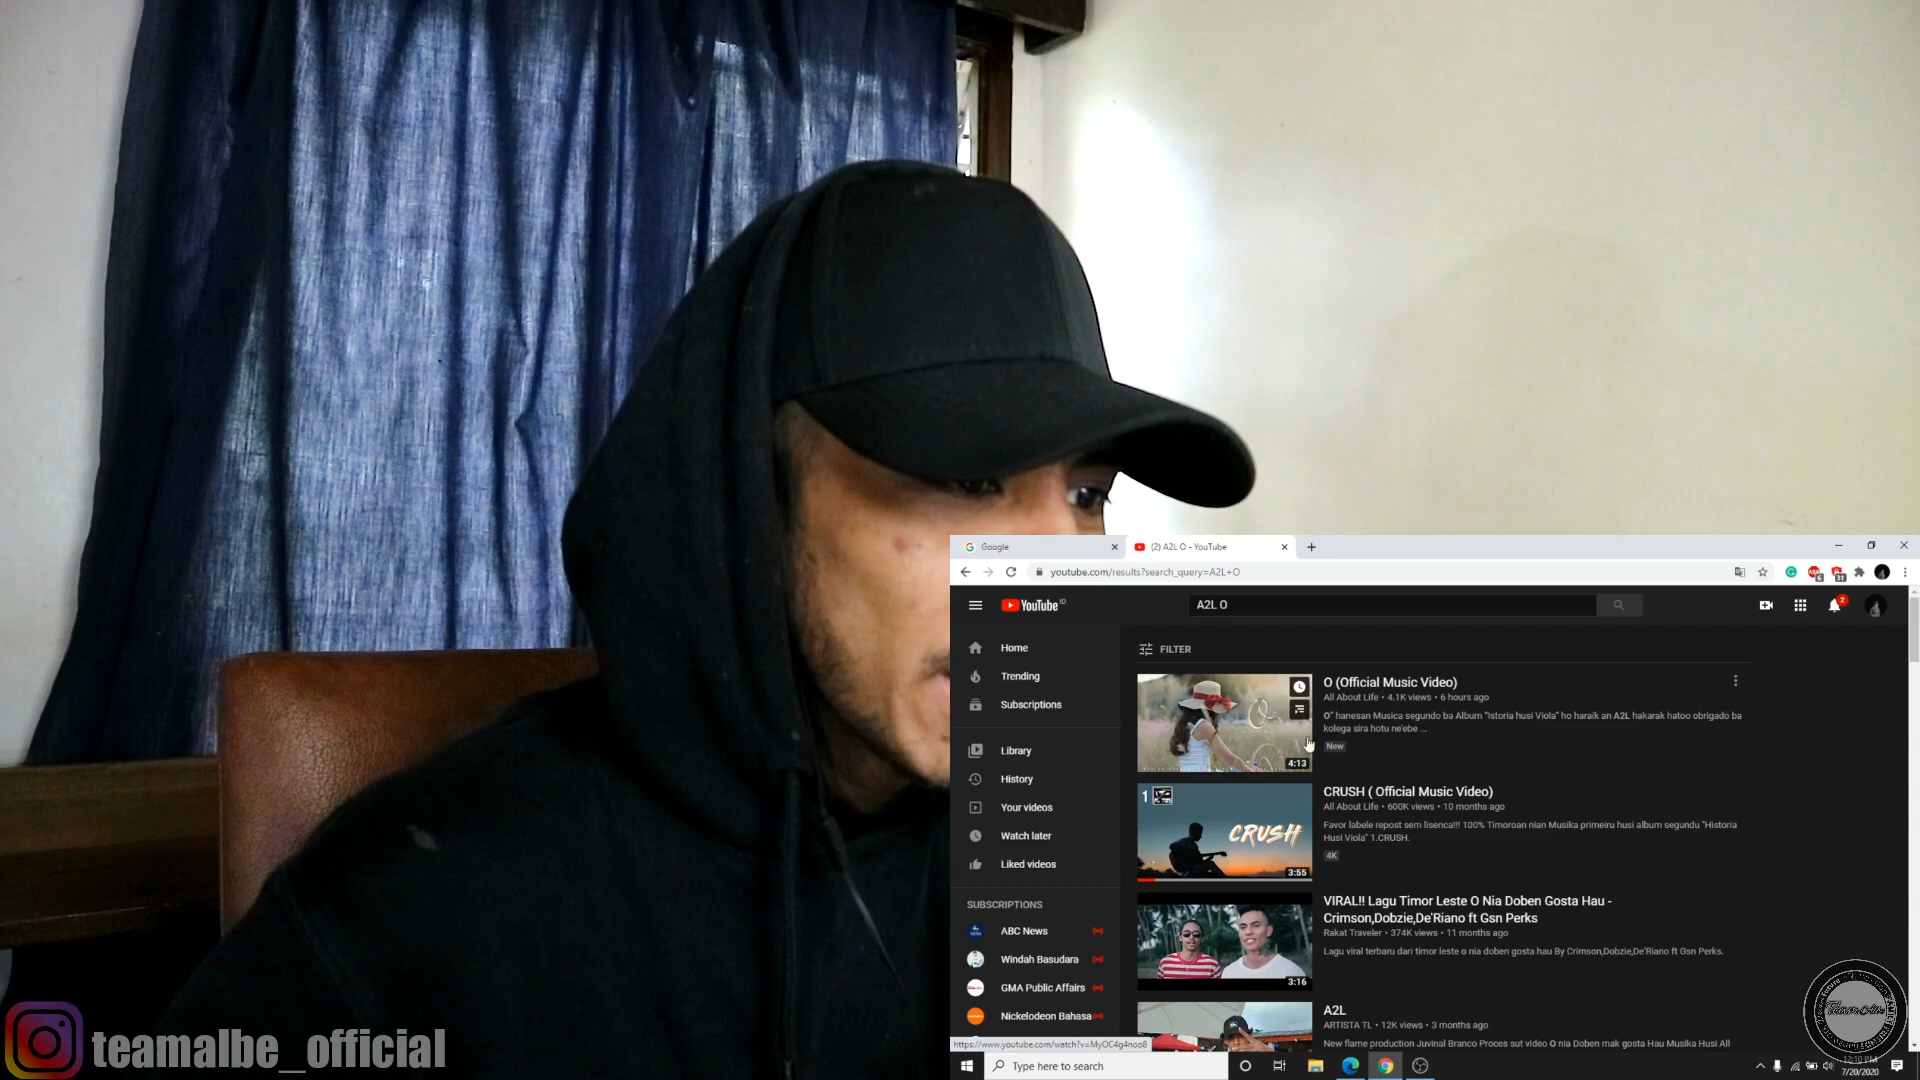 Google
(2) A2L O - YouTube
youtube.com/results?search_query=A2L+O
YouTube ID
A2L O
2
Home
Trending
Subscriptions
Library
History
Your videos
Watch later
Liked videos
SUBSCRIPTIONS
ABC News
Windah Basudara
GMA Public Affairs
Nickelodeon Bahasa
FILTER
4:13
O (Official Music Video)
All About Life • 4.1K views • 6 hours ago
O" hanesan Musica segundo ba Album "Istoria husi Viola" ho haraik an A2L hakarak hatoo obrigado ba
kolega sira hotu ne'ebe ...
New
1
CRUSH
3:55
CRUSH ( Official Music Video)
All About Life • 600K views • 10 months ago
Favor labele repost sem lisenca!!! 100% Timoroan nian Musika primeiru husi album segundu "Historia
Husi Viola" 1.CRUSH.
4K
3:16
VIRAL!! Lagu Timor Leste O Nia Doben Gosta Hau -
Crimson,Dobzie,De'Riano ft Gsn Perks
Rakat Traveler • 374K views • 11 months ago
Lagu viral terbaru dari timor leste o nia doben gosta hau By Crimson,Dobzie,De'Riano ft Gsn Perks.
A2L
ARTISTA TL • 12K views • 3 months ago
New flame production Juvinal Branco Proces sut video O nia Doben mak gosta Hau Musika Husi All
https://www.youtube.com/watch?v=MyOC4g4noo8
Type here to search
12:10 PM
7/20/2020
teamalbe_official